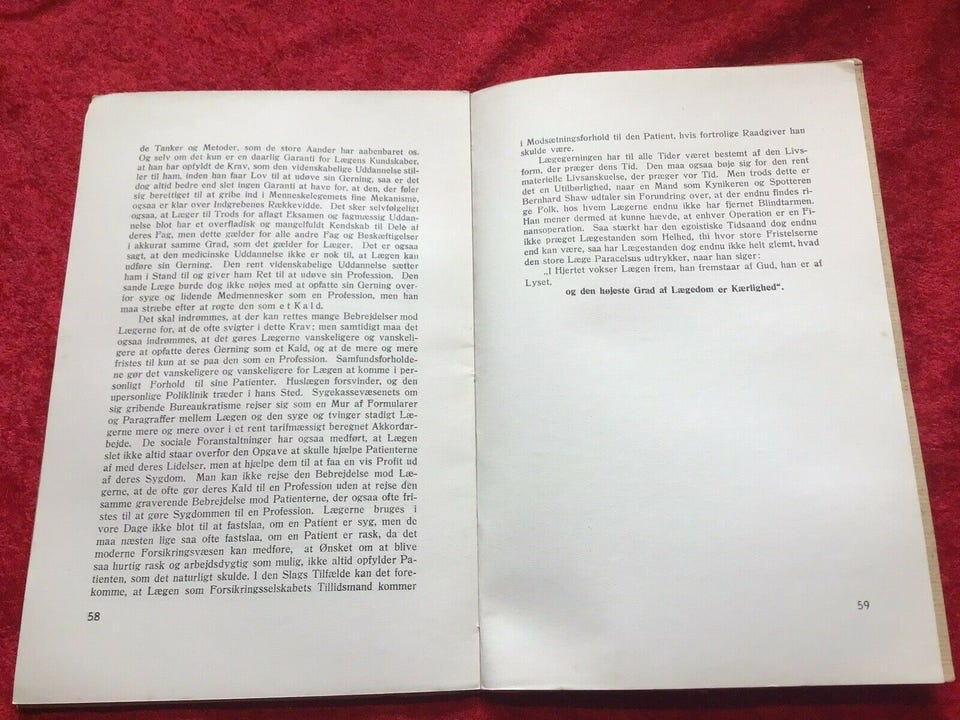 de Tanker og Metoder, som de store Aander har aabenbaret os.
Og selv om det kun er en daarlig Garanti for Lægens Kundskaber,
at han har opfyldt de Krav, som den videnskabelige Uddannelse stil-
ler til ham, inden han faar Lov til at udøve sin Gerning, saa er det
dog altid bedre end slet ingen Garanti at have for, at den, der føler
sig berettiget til at gribe ind i Menneskelegemets fine Mekanisme,
ogsaa er klar over Indgrebenes Rækkevidde. Det sker selvfølgeligt
ogsaa, at Læger til Trods for aflagt Eksamen og fagmæssig Uddan-
nelse blot har et overfladisk og mangelfuldt Kendskab til Dele af
deres Fag, men dette gælder for alle andre Fag og Beskæftigelser
i akkurat samme Grad, som det gælder for Læger. Det er ogsaa
sagt, at den medicinske Uddannelse ikke er nok til, at Lægen kan
udføre sin Gerning. Den rent videnskabelige Uddannelse sætter
ham i Stand til og giver ham Ret til at udøve sin Profession. Den
sande Læge burde dog ikke nøjes med at opfatte sin Gerning over-
for syge og lidende Medmennesker som en Profession, men han
maa stræbe efter at røgte den som et Kald.
Det skal indrømmes, at der kan rettes mange Bebrejdelser mod
Lægerne for, at de ofte svigter i dette Krav; men samtidigt maa det
ogsaa indrømmes, at det gøres Lægerne vanskeligere og vanskeli-
gere at opfatte deres Gerning som et Kald, og at de mere og mere
fristes til kun at se paa den som en Profession. Samfundsforholde-
ne gør det vanskeligere og vanskeligere for Lægen at komme i per-
sonligt Forhold til sine Patienter. Huslægen forsvinder, og den
upersonlige Poliklinik træder i hans Sted. Sygekassevæsenets om
sig gribende Bureaukratisme rejser sig som en Mur af Formularer
og Paragraffer mellem Lægen og den syge og tvinger stadigt Læ-
gerne mere og mere over i et rent tarifmæssigt beregnet Akkordar-
bejde. De sociale Foranstaltninger har ogsaa medført, at Lægen
slet ikke altid staar overfor den Opgave at skulle hjælpe Patienterne
af med deres Lidelser, men at hjælpe dem til at faa en vis Profit ud
af deres Sygdom. Man kan ikke rejse den Bebrejdelse mod Læ-
gerne, at de ofte gør deres Kald til en Profession uden at rejse den
samme graverende Bebrejdelse mod Patienterne, der ogsaa ofte fri-
stes til at gøre Sygdommen til en Profession. Lægerne bruges i
vore Dage ikke blot til at fastslaa, om en Patient er syg, men de
maa næsten lige saa ofte fastslaa, om en Patient er rask, da det
moderne Forsikringsvæsen kan medføre, at Ønsket om at blive
saa hurtig rask og arbejdsdygtig som mulig, ikke altid opfylder Pa-
tienten, som det naturligt skulde. I den Slags Tilfælde kan det fore-
komme, at Lægen som Forsikringsselskabets Tillidsmand kommer
58
i Modsætningsforhold til den Patient, hvis fortrolige Raadgiver han
skulde være.
Lægegerningen har til alle Tider været bestemt af den Livs-
form, der præger dens Tid. Den maa ogsaa bøje sig for den rent
materielle Livsanskuelse, der præger vor Tid. Men trods dette er
det en Utilbørlighed, naar en Mand som Kynikeren og Spotteren
Bernhard Shaw udtaler sin Forundring over, at der endnu findes ri-
ge Folk, hos hvem Lægerne endnu ikke har fjernet Blindtarmen.
Han mener dermed at kunne hævde, at enhver Operation er en Fi-
nansoperation. Saa stærkt har den egoistiske Tidsaand dog endnu
ikke præget Lægestanden som Helhed, thi hvor store Fristelserne
end kan være, saa har Lægestanden dog endnu ikke helt glemt, hvad
den store Læge Paracelsus udtrykker, naar han siger:
„I Hjertet vokser Lægen frem, han fremstaar af Gud, han er af
Lyset,
og den højeste Grad af Lægedom er Kærlighed“.
59